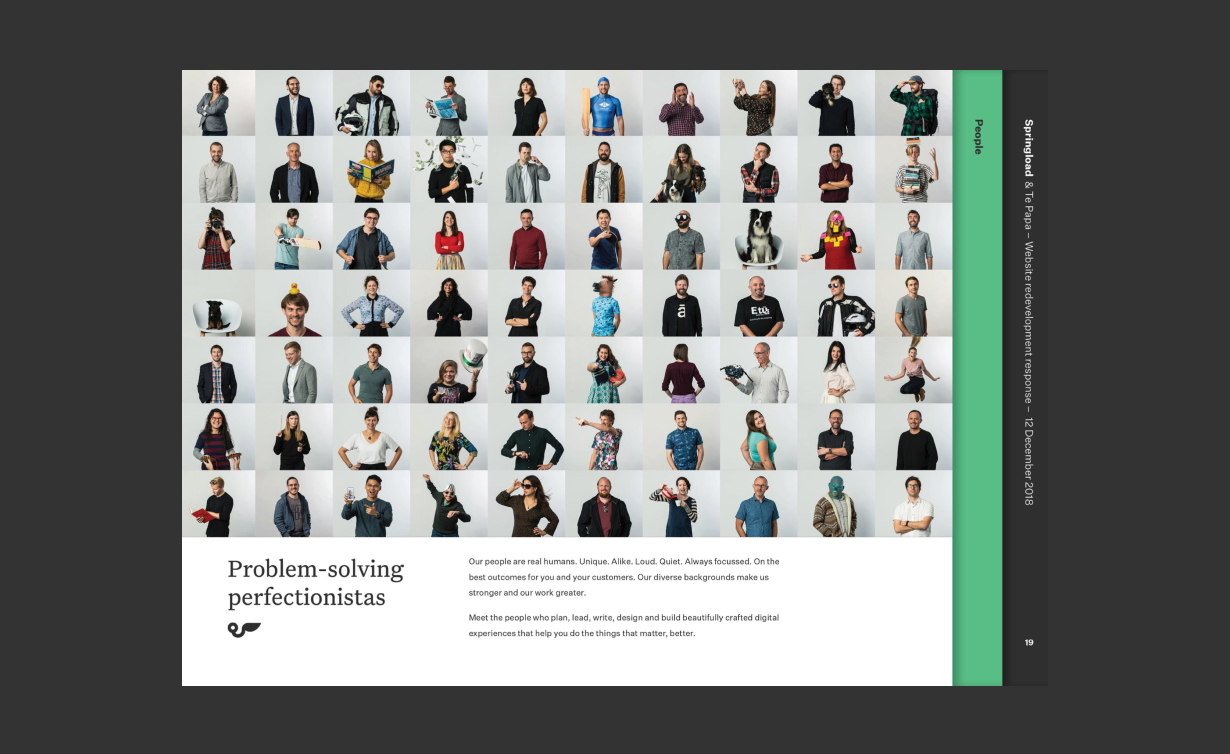 ā
Etū
Problem-solving
perfectionistas
Our people are real humans. Unique. Alike. Loud. Quiet. Always focussed. On the
best outcomes for you and your customers. Our diverse backgrounds make us
stronger and our work greater.
Meet the people who plan, lead, write, design and build beautifully crafted digital
experiences that help you do the things that matter, better.
People
Springload & Te Papa – Website redevelopment response – 12 December 2018
19